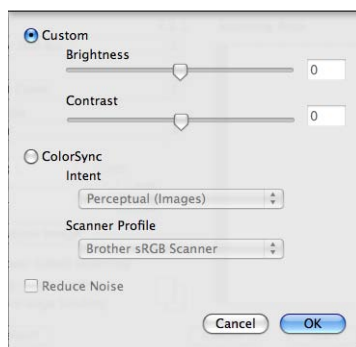 Custom
Brightness
0
Contrast
0
ColorSync
Intent
Perceptual (Images)
Scanner Profile
Brother sRGB Scanner
Reduce Noise
Cancel OK